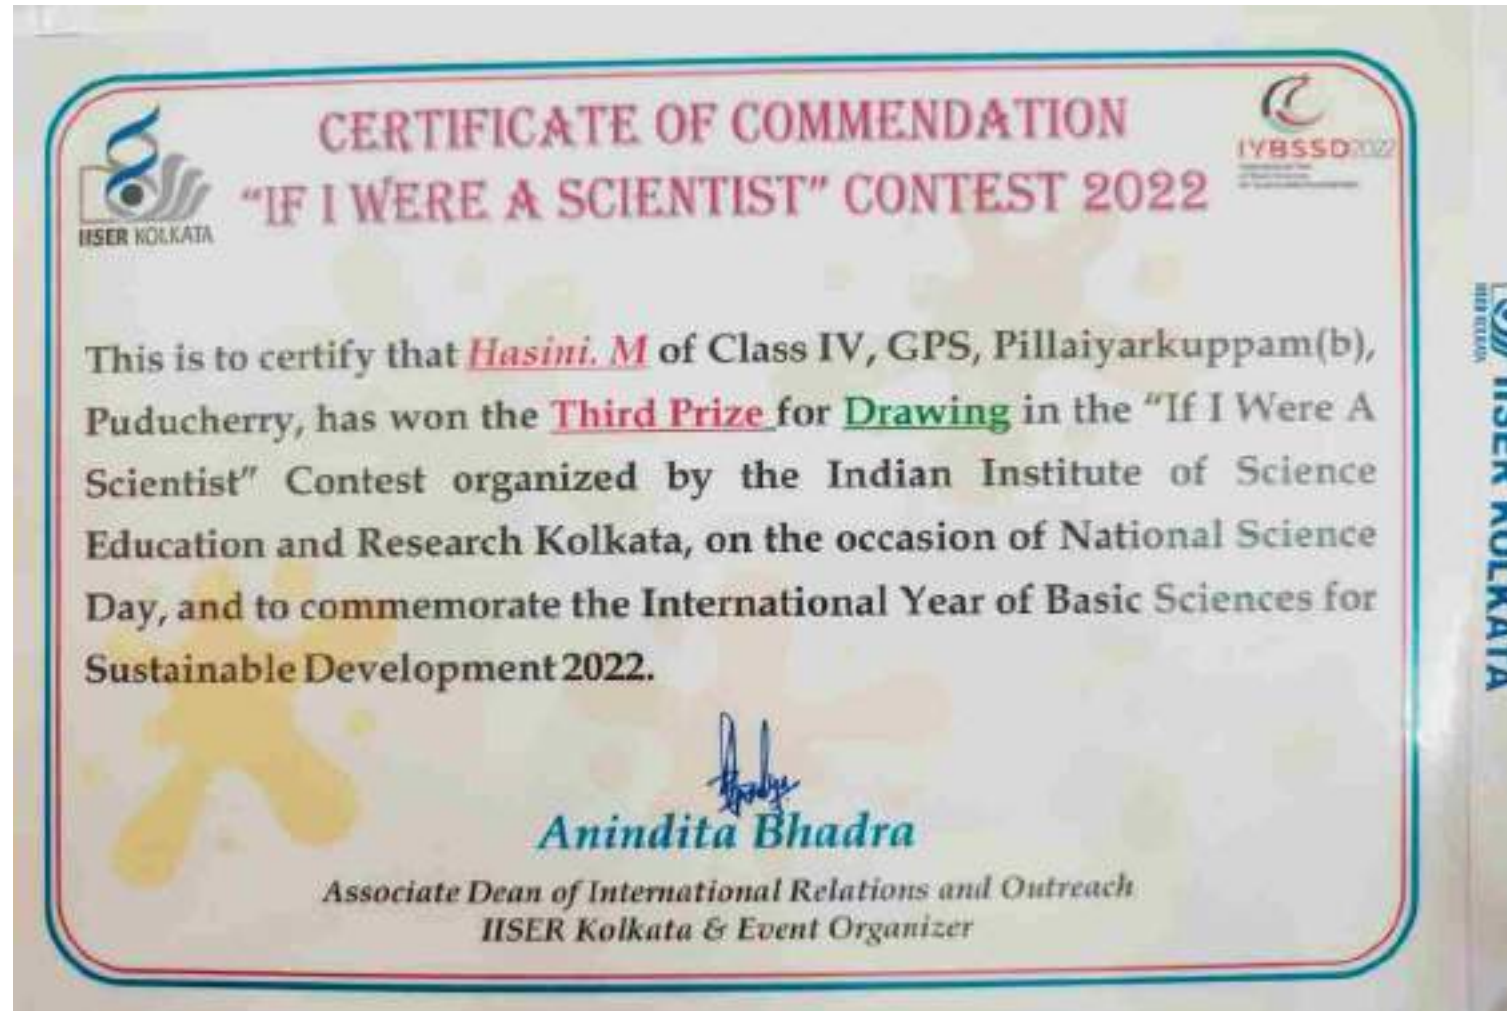 CERTIFICATE OF COMMENDATION
"IF I WERE A SCIENTIST" CONTEST 2022
IISER KOLKATA
IYBSSD2022
This is to certify that Hasini. M of Class IV, GPS, Pillaiyarkuppam(b),
Puducherry, has won the Third Prize for Drawing in the “If I Were A
Scientist” Contest organized by the Indian Institute of Science
Education and Research Kolkata, on the occasion of National Science
Day, and to commemorate the International Year of Basic Sciences for
Sustainable Development 2022.
Anindita Bhadra
Associate Dean of International Relations and Outreach
IISER Kolkata & Event Organizer
IISER KOLKATA
IISER KOLKATA